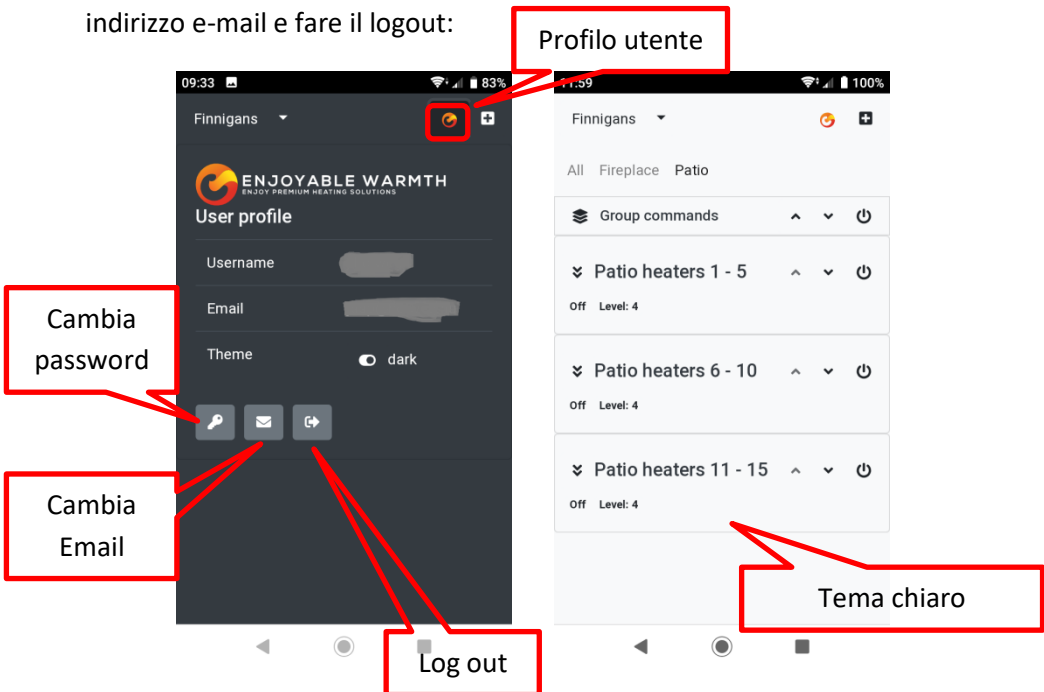 indirizzo e-mail e fare il logout:
Profilo utente
09:33
83%
Finnigans
ENJOYABLE WARMTH
ENJOY PREMIUM HEATING SOLUTIONS
User profile
Username
Email
Theme
dark
Cambia
password
Cambia
Email
Log out
11:59
100%
Finnigans
All Fireplace Patio
Group commands
Patio heaters 1 - 5
Off Level: 4
Patio heaters 6 - 10
Off Level: 4
Patio heaters 11 - 15
Off Level: 4
Tema chiaro